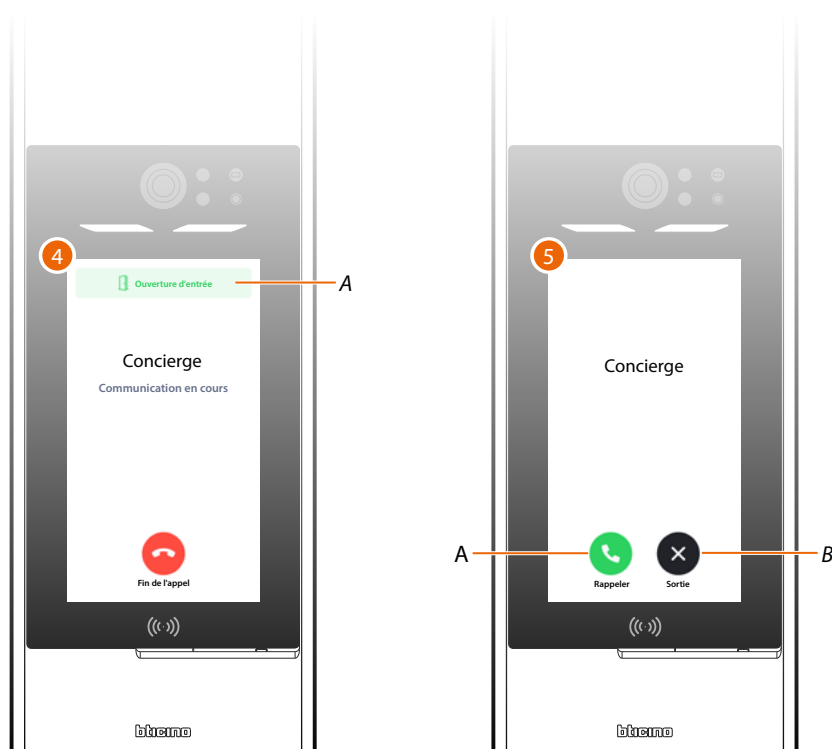 4
Ouverture d'entrée
A
Concierge
Communication en cours
Fin de l'appel
bticino
5
Concierge
A
B
Rappeler
Sortie
bticino